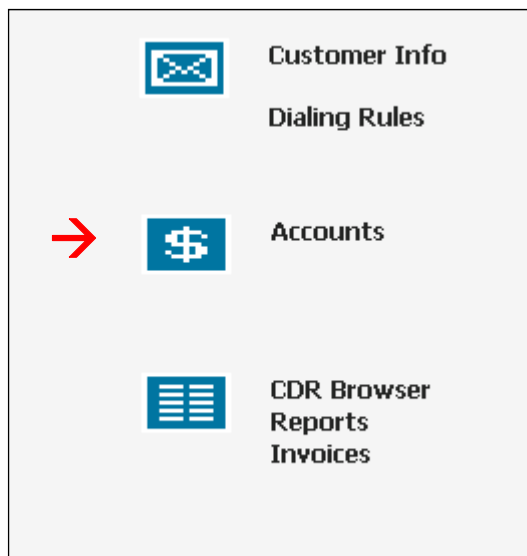 Customer Info
Dialing Rules
$
Accounts
CDR Browser
Reports
Invoices